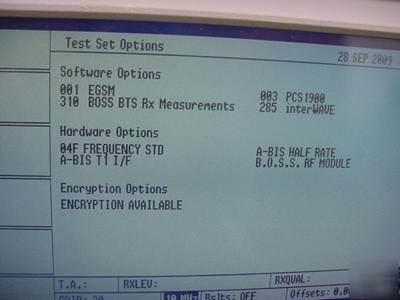 Test Set Options
28 SEP 2009
Software Options
001 EGSM 003 PCS1900
310 BOSS BTS Rx Measurements 285 interWAVE
Hardware Options
04F FREQUENCY STD A-BIS HALF RATE
A-BIS T1 I/F B.O.S.S. RF MODULE
Encryption Options
ENCRYPTION AVAILABLE
T.A.: RXLEV: RXQUAL:
10 MHz Rslts: OFF Offsets: